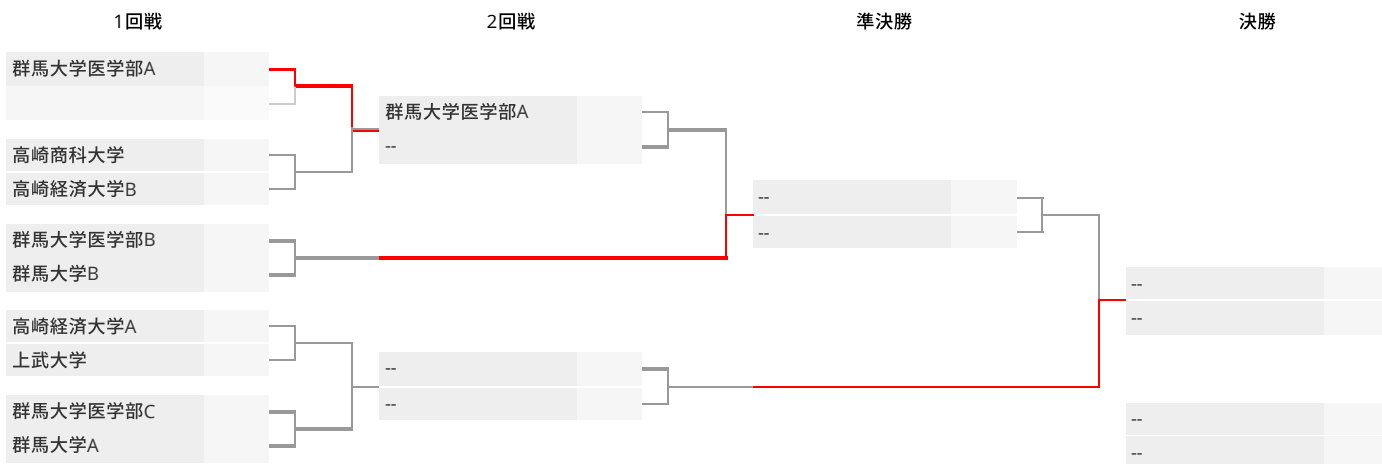 1回戦
2回戦
準決勝
決勝
群馬大学医学部A
高崎商科大学
高崎経済大学B
群馬大学医学部B
群馬大学B
高崎経済大学A
上武大学
群馬大学医学部C
群馬大学A
群馬大学医学部A
--
--
--
--
--
--
--
--
--